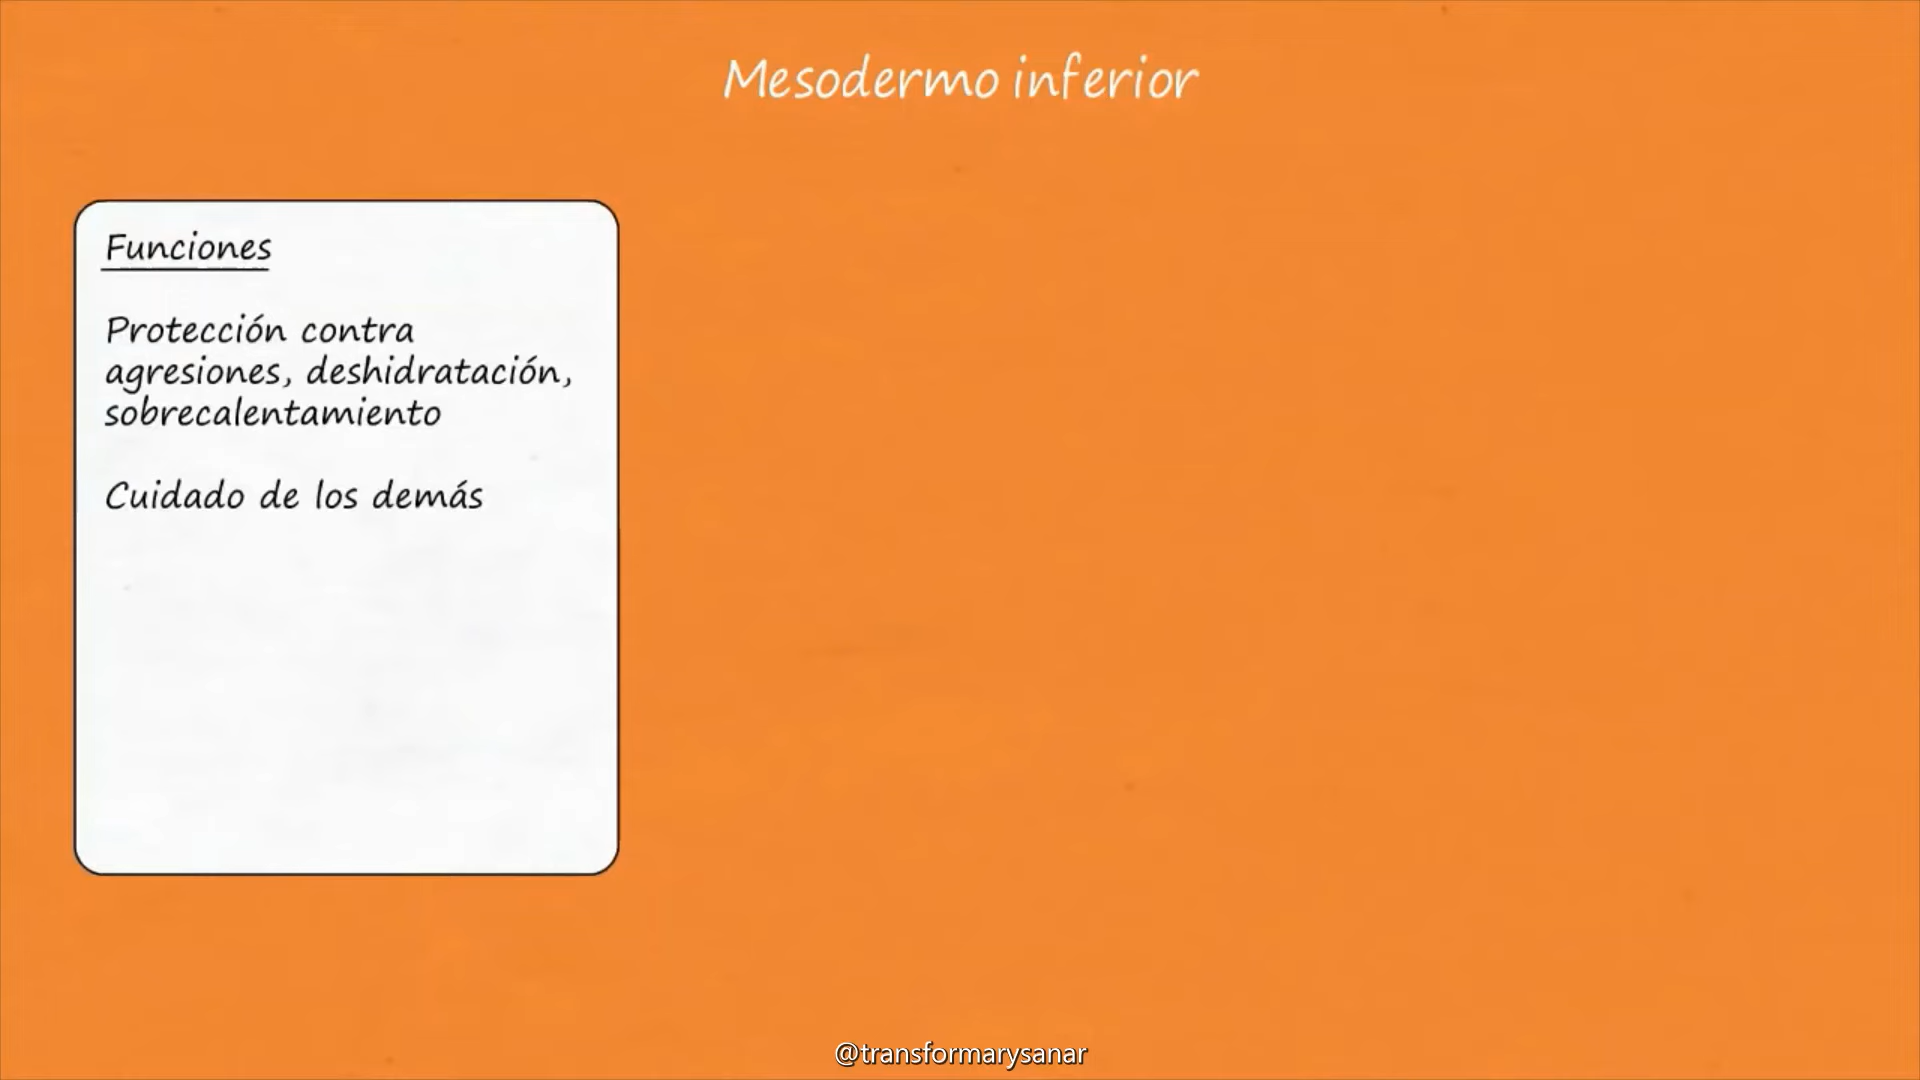 Mesodermo inferior
Funciones
Protección contra
agresiones, deshidratación,
sobrecalentamiento
Cuidado de los demás
@transformarysanar